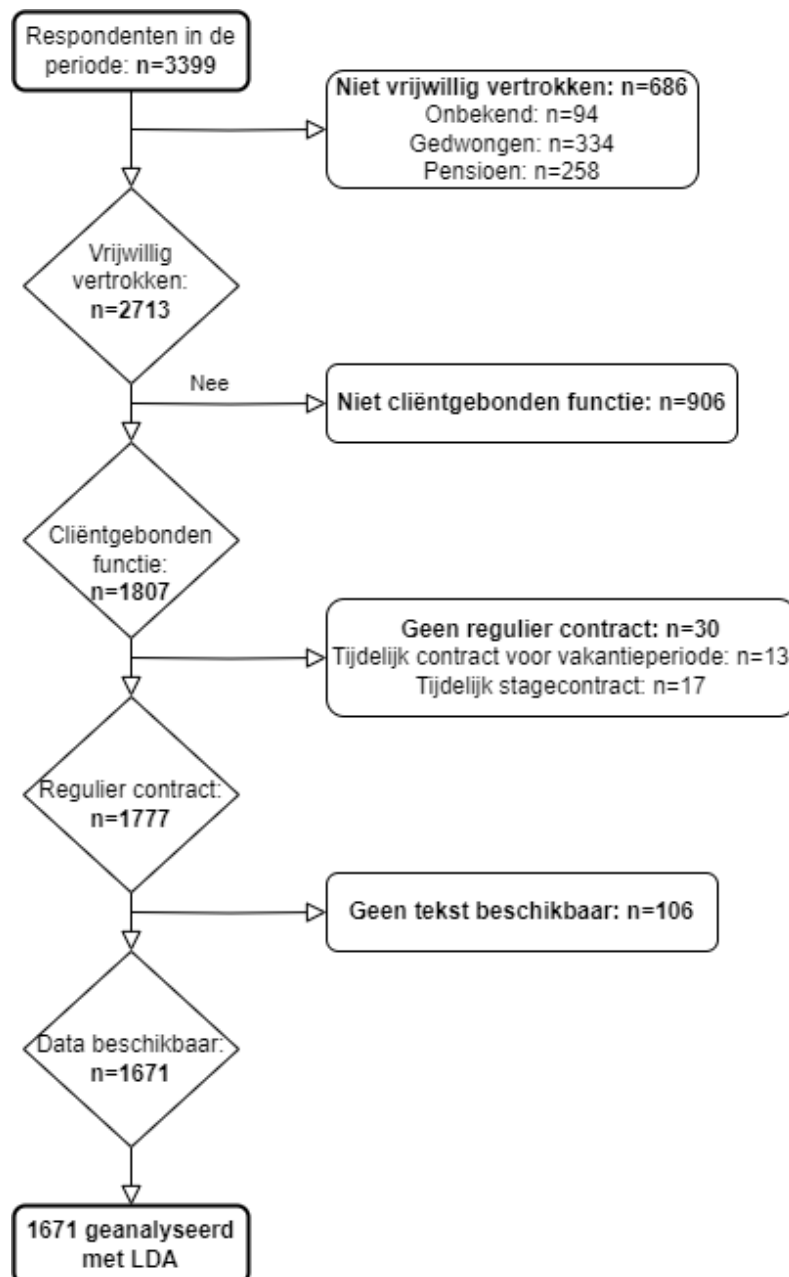 Respondenten in de
periode: n=3399
Niet vrijwillig vertrokken: n=686
Onbekend: n=94
Gedwongen: n=334
Pensioen: n=258
Vrijwillig
vertrokken:
n=2713
Nee
Niet cliëntgebonden functie: n=906
Cliëntgebonden
functie:
n=1807
Geen regulier contract: n=30
Tijdelijk contract voor vakantieperiode: n=13
Tijdelijk stagecontract: n=17
Regulier contract:
n=1777
Geen tekst beschikbaar: n=106
Data beschikbaar:
n=1671
1671 geanalyseerd
met LDA